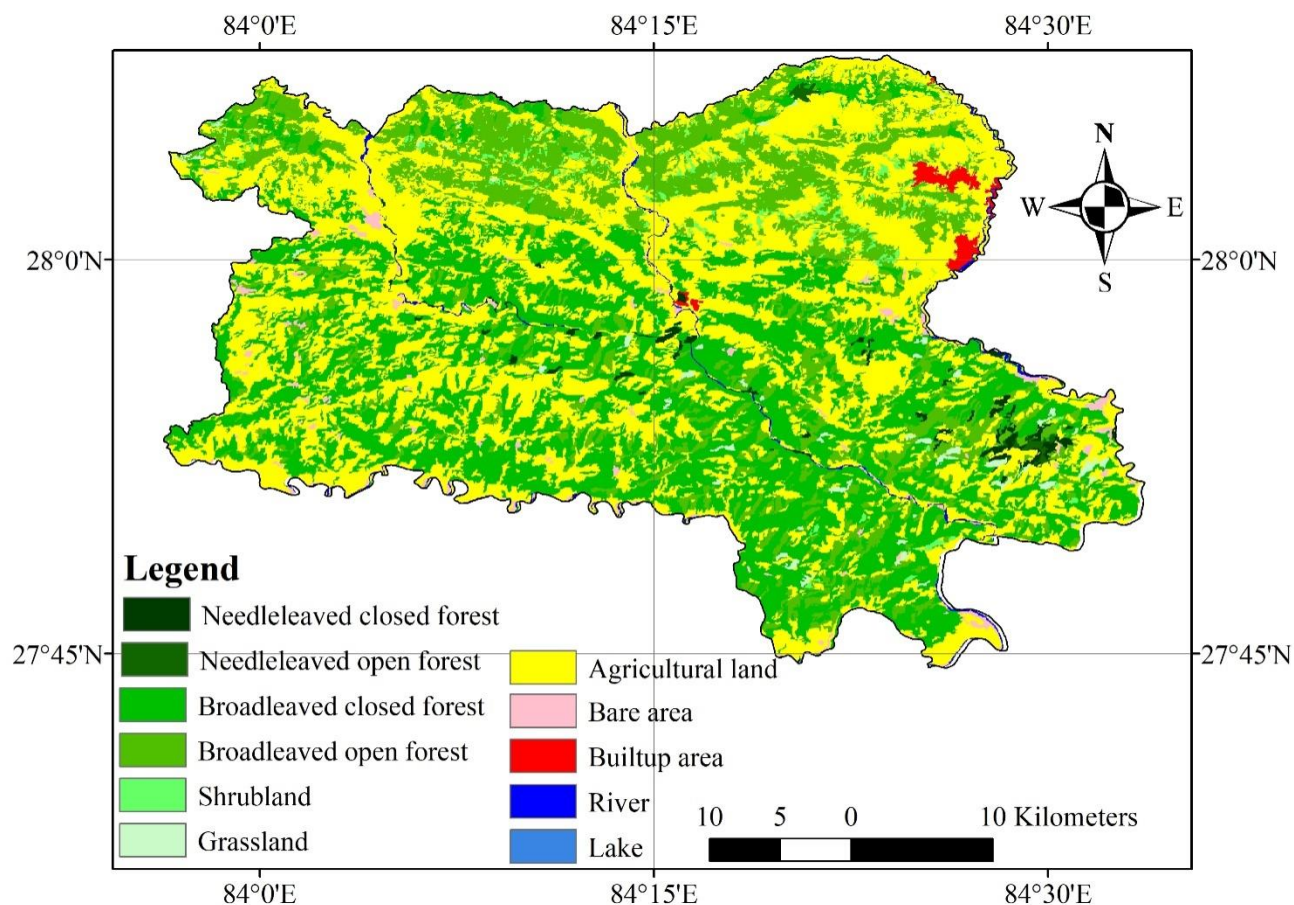 84°0'E 84°15'E 84°30'E
N
W E
S
28°0'N 28°0'N
27°45'N 27°45'N
Legend
Needleleaved closed forest
Needleleaved open forest
Broadleaved closed forest
Broadleaved open forest
Shrubland
Grassland
Agricultural land
Bare area
Builtup area
River
Lake
10 5 0 10 Kilometers
84°0'E 84°15'E 84°30'E